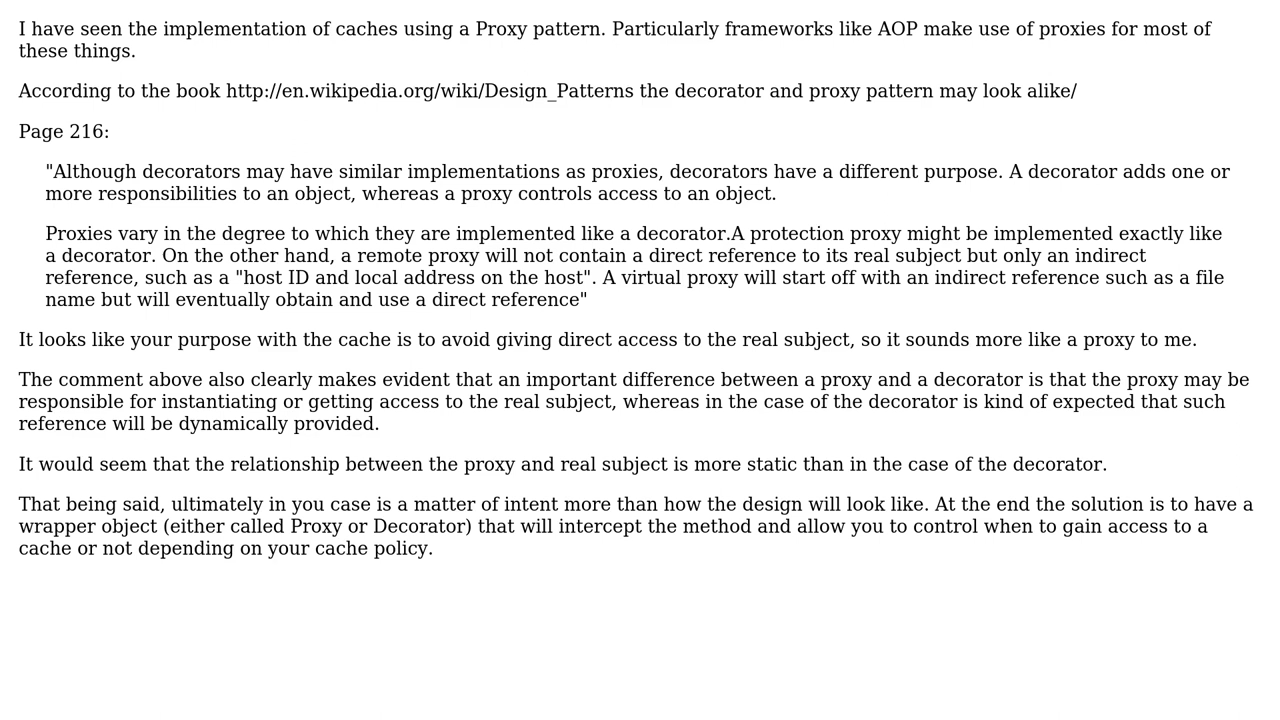 I have seen the implementation of caches using a Proxy pattern. Particularly frameworks like AOP make use of proxies for most of
these things.
According to the book http://en.wikipedia.org/wiki/Design_Patterns the decorator and proxy pattern may look alike/
Page 216:
"Although decorators may have similar implementations as proxies, decorators have a different purpose. A decorator adds one or
more responsibilities to an object, whereas a proxy controls access to an object.
Proxies vary in the degree to which they are implemented like a decorator.A protection proxy might be implemented exactly like
a decorator. On the other hand, a remote proxy will not contain a direct reference to its real subject but only an indirect
reference, such as a "host ID and local address on the host". A virtual proxy will start off with an indirect reference such as a file
name but will eventually obtain and use a direct reference"
It looks like your purpose with the cache is to avoid giving direct access to the real subject, so it sounds more like a proxy to me.
The comment above also clearly makes evident that an important difference between a proxy and a decorator is that the proxy may be
responsible for instantiating or getting access to the real subject, whereas in the case of the decorator is kind of expected that such
reference will be dynamically provided.
It would seem that the relationship between the proxy and real subject is more static than in the case of the decorator.
That being said, ultimately in you case is a matter of intent more than how the design will look like. At the end the solution is to have a
wrapper object (either called Proxy or Decorator) that will intercept the method and allow you to control when to gain access to a
cache or not depending on your cache policy.